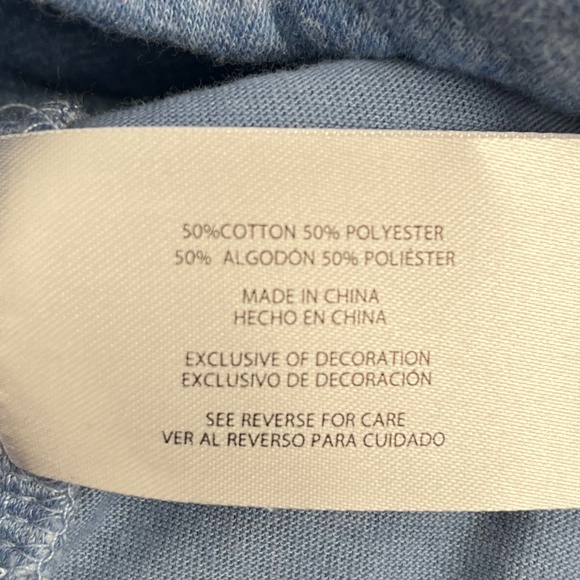 50%COTTON 50% POLYESTER
50% ALGODÓN 50% POLIÉSTER
MADE IN CHINA
HECHO EN CHINA
EXCLUSIVE OF DECORATION
EXCLUSIVO DE DECORACIÓN
SEE REVERSE FOR CARE
VER AL REVERSO PARA CUIDADO